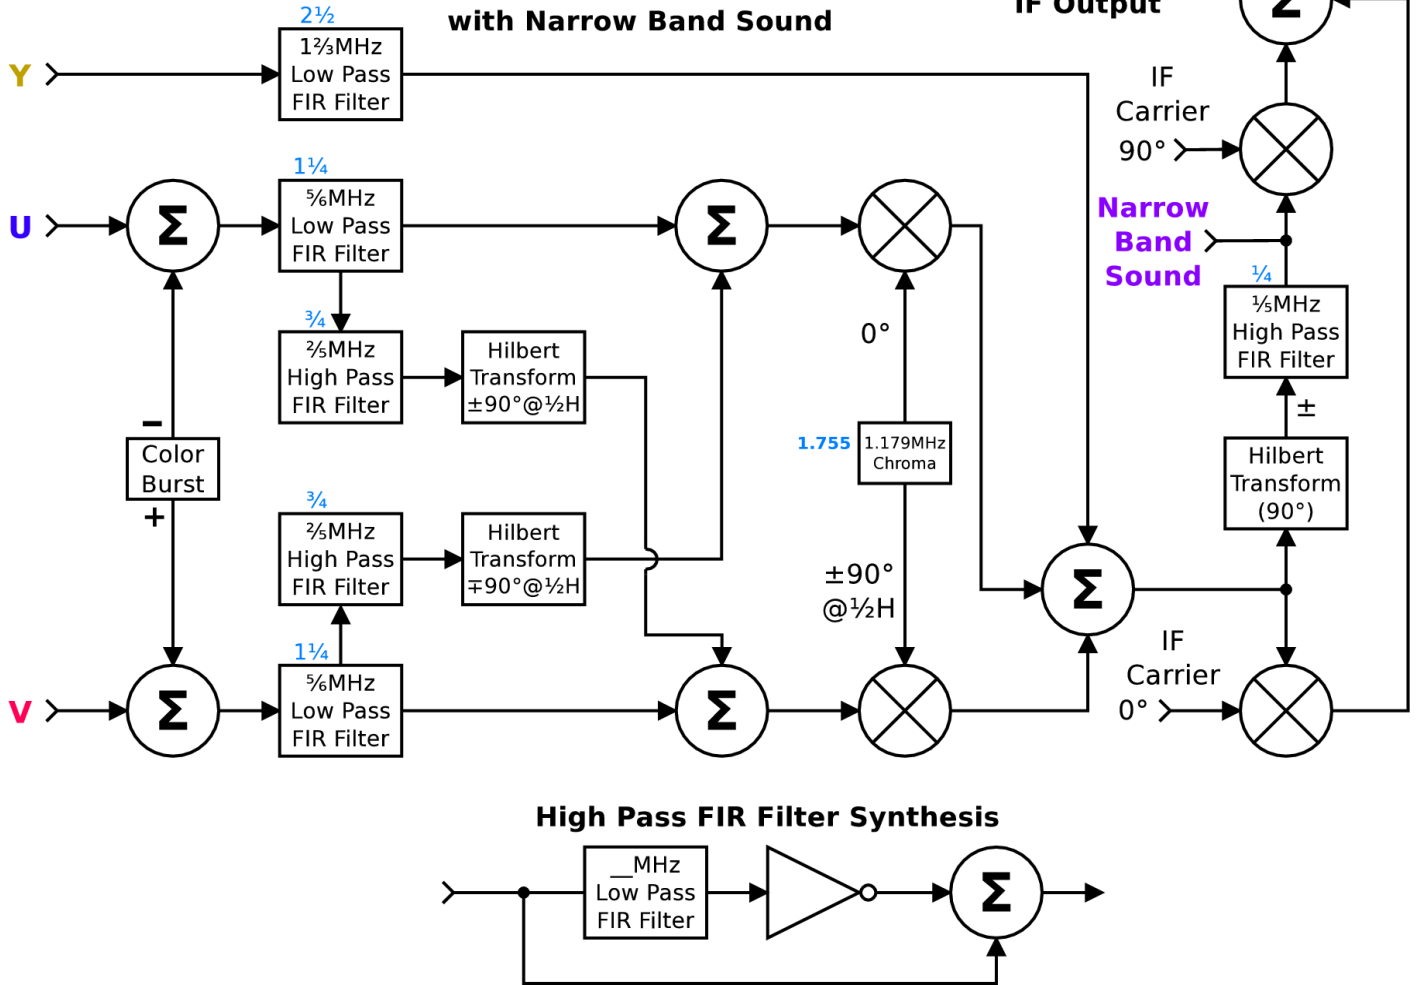 2½
with Narrow Band Sound
IF Output
Σ
Y
1⅔MHz
Low Pass
FIR Filter
IF
Carrier
90°
1¼
U
Σ
⅚MHz
Low Pass
FIR Filter
Σ
Narrow
Band
Sound
¾
⅖MHz
High Pass
FIR Filter
Hilbert
Transform
±90°@½H
0°
¼
⅕MHz
High Pass
FIR Filter
±
−
Color
Burst
+
1.755
1.179MHz
Chroma
Hilbert
Transform
(90°)
¾
⅖MHz
High Pass
FIR Filter
Hilbert
Transform
∓90°@½H
±90°
@½H
Σ
1¼
V
Σ
⅚MHz
Low Pass
FIR Filter
Σ
IF
Carrier
0°
High Pass FIR Filter Synthesis
__MHz
Low Pass
FIR Filter
Σ